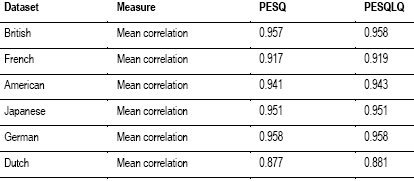 Dataset Measure PESQ PESQLQ
British Mean correlation 0.957 0.958
French Mean correlation 0.917 0.919
American Mean correlation 0.941 0.943
Japanese Mean correlation 0.951 0.951
German Mean correlation 0.958 0.958
Dutch Mean correlation 0.877 0.881